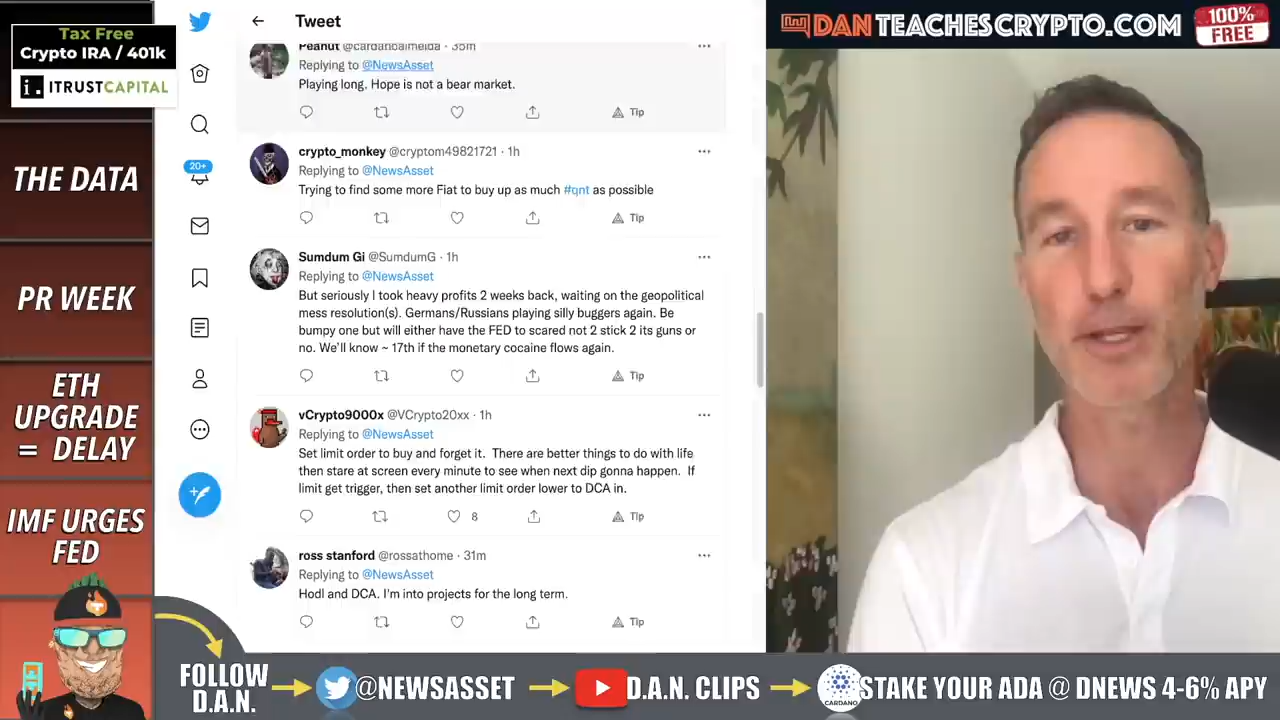 Tax Free
Crypto IRA / 401k
ITRUSTCAPITAL
THE DATA
PR WEEK
ETH
UPGRADE
= DELAY
IMF URGES
FED
Tweet
20+
Peanut @cardanoalmeida · 35m
Replying to @NewsAsset
Playing long. Hope is not a bear market.
Tip
crypto_monkey @cryptom49821721 · 1h
Replying to @NewsAsset
Trying to find some more Fiat to buy up as much #qnt as possible
Tip
Sumdum Gi @SumdumG · 1h
Replying to @NewsAsset
But seriously I took heavy profits 2 weeks back, waiting on the geopolitical
mess resolution(s). Germans/Russians playing silly buggers again. Be
bumpy one but will either have the FED to scared not 2 stick 2 its guns or
no. We'll know ~ 17th if the monetary cocaine flows again.
Tip
vCrypto9000x @VCrypto20xx · 1h
Replying to @NewsAsset
Set limit order to buy and forget it. There are better things to do with life
then stare at screen every minute to see when next dip gonna happen. If
limit get trigger, then set another limit order lower to DCA in.
8 Tip
ross stanford @rossathome · 31m
Replying to @NewsAsset
Hodl and DCA. I'm into projects for the long term.
Tip
DANTEACHESCRYPTO.COM
100%
FREE
FOLLOW
D.A.N.
@NEWSASSET
D.A.N. CLIPS
CARDANO
STAKE YOUR ADA @ DNEWS 4-6% APY